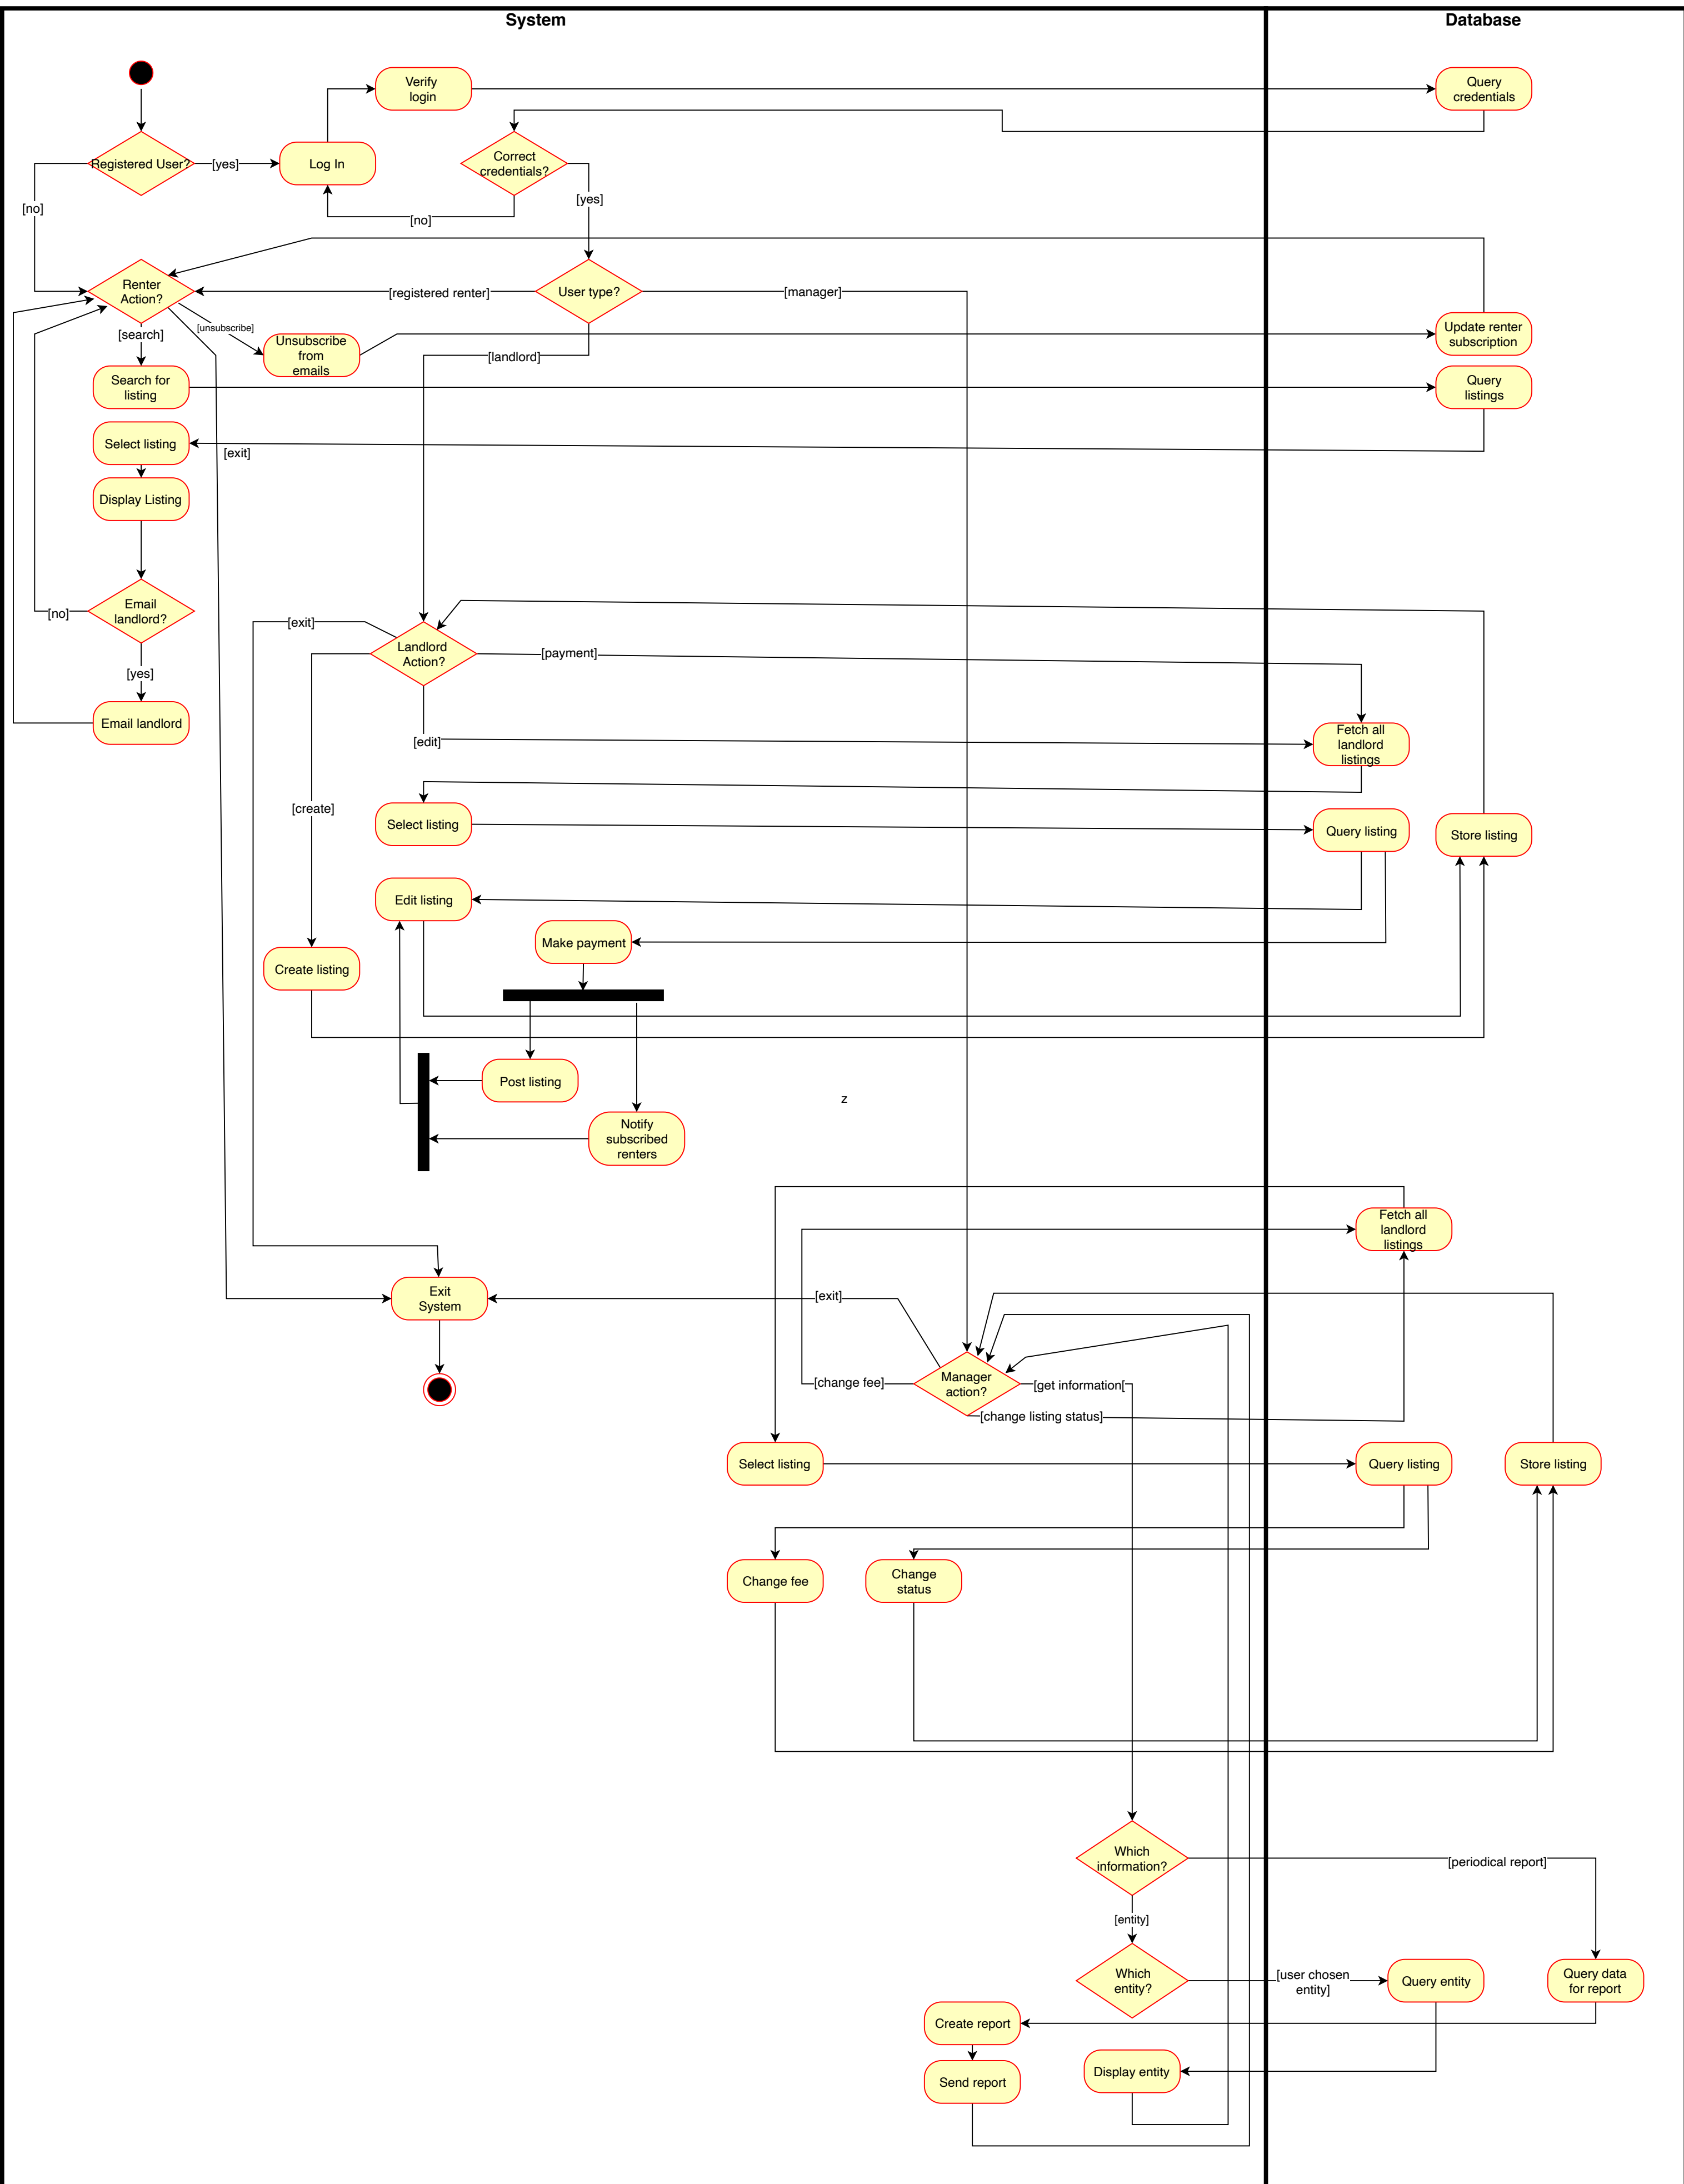 System
Database
Verify
login
Query
credentials
Registered User?
[yes]
Log In
Correct
credentials?
[yes]
[no]
[no]
Renter
Action?
[registered renter]
User type?
[manager]
[search]
[unsubscribe]
Unsubscribe
from
emails
[landlord]
Update renter
subscription
Search for
listing
Query
listings
Select listing
[exit]
Display Listing
Email
landlord?
[no]
[exit]
Landlord
Action?
[payment]
[yes]
Email landlord
[edit]
Fetch all
landlord
listings
[create]
Select listing
Query listing
Store listing
Edit listing
Make payment
Create listing
Post listing
z
Notify
subscribed
renters
Fetch all
landlord
listings
Exit
System
[exit]
Manager
action?
[change fee]
[get information[
[change listing status]
Select listing
Query listing
Store listing
Change fee
Change
status
Which
information?
[periodical report]
[entity]
Which
entity?
[user chosen
entity]
Query entity
Query data
for report
Create report
Display entity
Send report